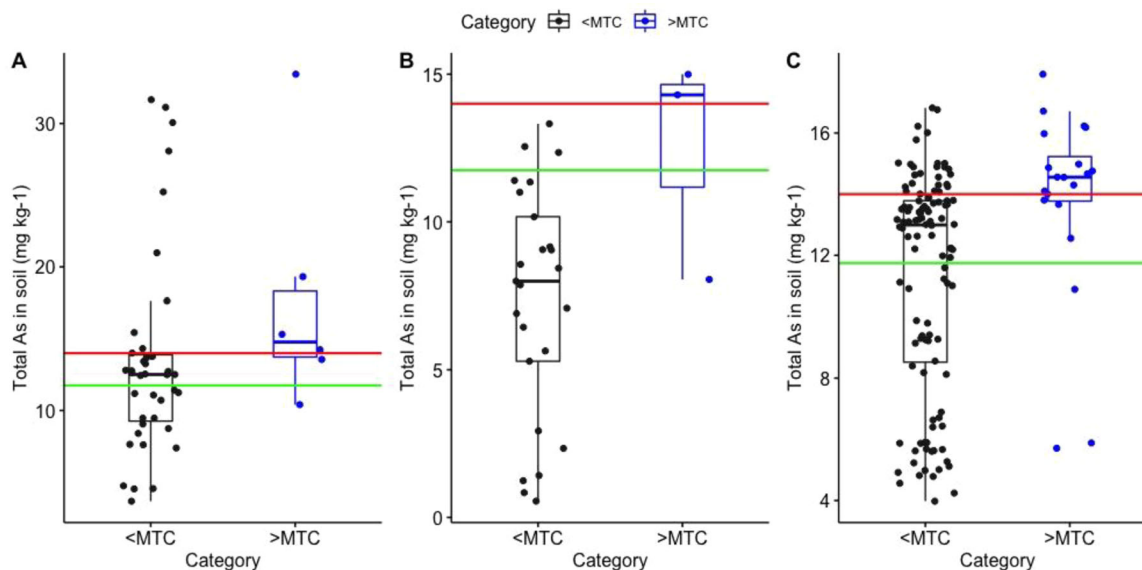 Category <MTC >MTC
A
Total As in soil (mg kg-1)
30
20
10
<MTC >MTC
Category
B
Total As in soil (mg kg-1)
15
10
5
0
<MTC >MTC
Category
C
Total As in soil (mg kg-1)
16
12
8
4
<MTC >MTC
Category